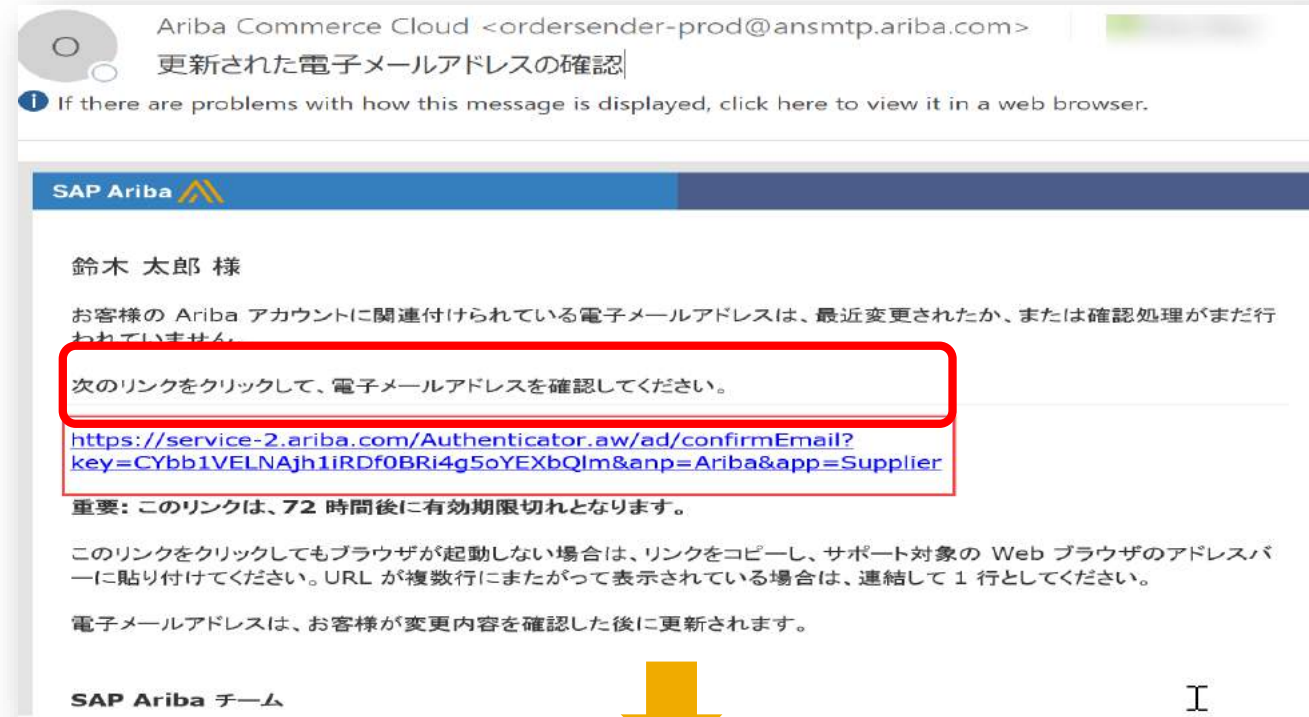 O
Ariba Commerce Cloud <ordersender-prod@ansmtp.ariba.com>
更新された電子メールアドレスの確認
If there are problems with how this message is displayed, click here to view it in a web browser.
SAP Ariba
鈴木 太郎 様
お客様の Ariba アカウントに関連付けられている電子メールアドレスは、最近変更されたか、または確認処理がまだ行
われていません。
次のリンクをクリックして、電子メールアドレスを確認してください。
https://service-2.ariba.com/Authenticator.aw/ad/confirmEmail?
key=CYbb1VELNAjh1iRDf0BRi4g5oYEXbQlm&anp=Ariba&app=Supplier
重要: このリンクは、72 時間後に有効期限切れとなります。
このリンクをクリックしてもブラウザが起動しない場合は、リンクをコピーし、サポート対象の Web ブラウザのアドレスバ
ーに貼り付けてください。URL が複数行にまたがって表示されている場合は、連結して 1 行としてください。
電子メールアドレスは、お客様が変更内容を確認した後に更新されます。
SAP Ariba チーム